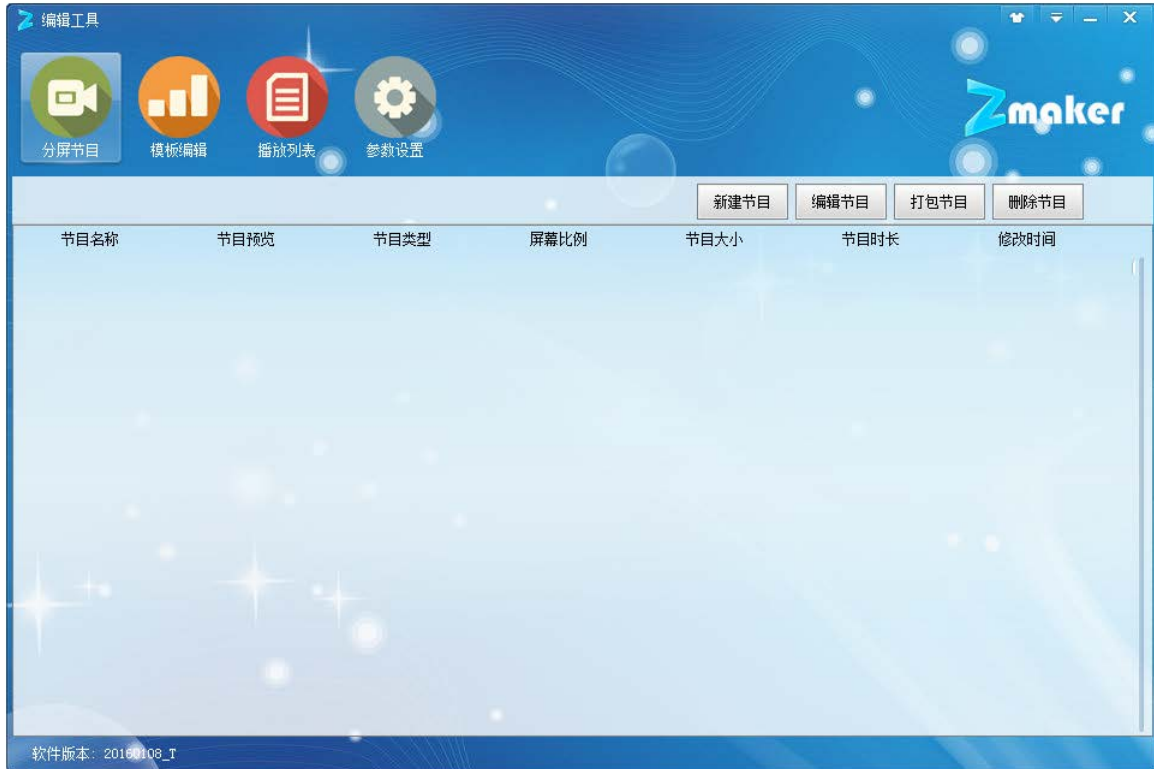 编辑工具
Zmaker
分屏节目 模板编辑 播放列表 参数设置
新建节目 编辑节目 打包节目 删除节目
节目名称 节目预览 节目类型 屏幕比例 节目大小 节目时长 修改时间
软件版本: 20160108_T